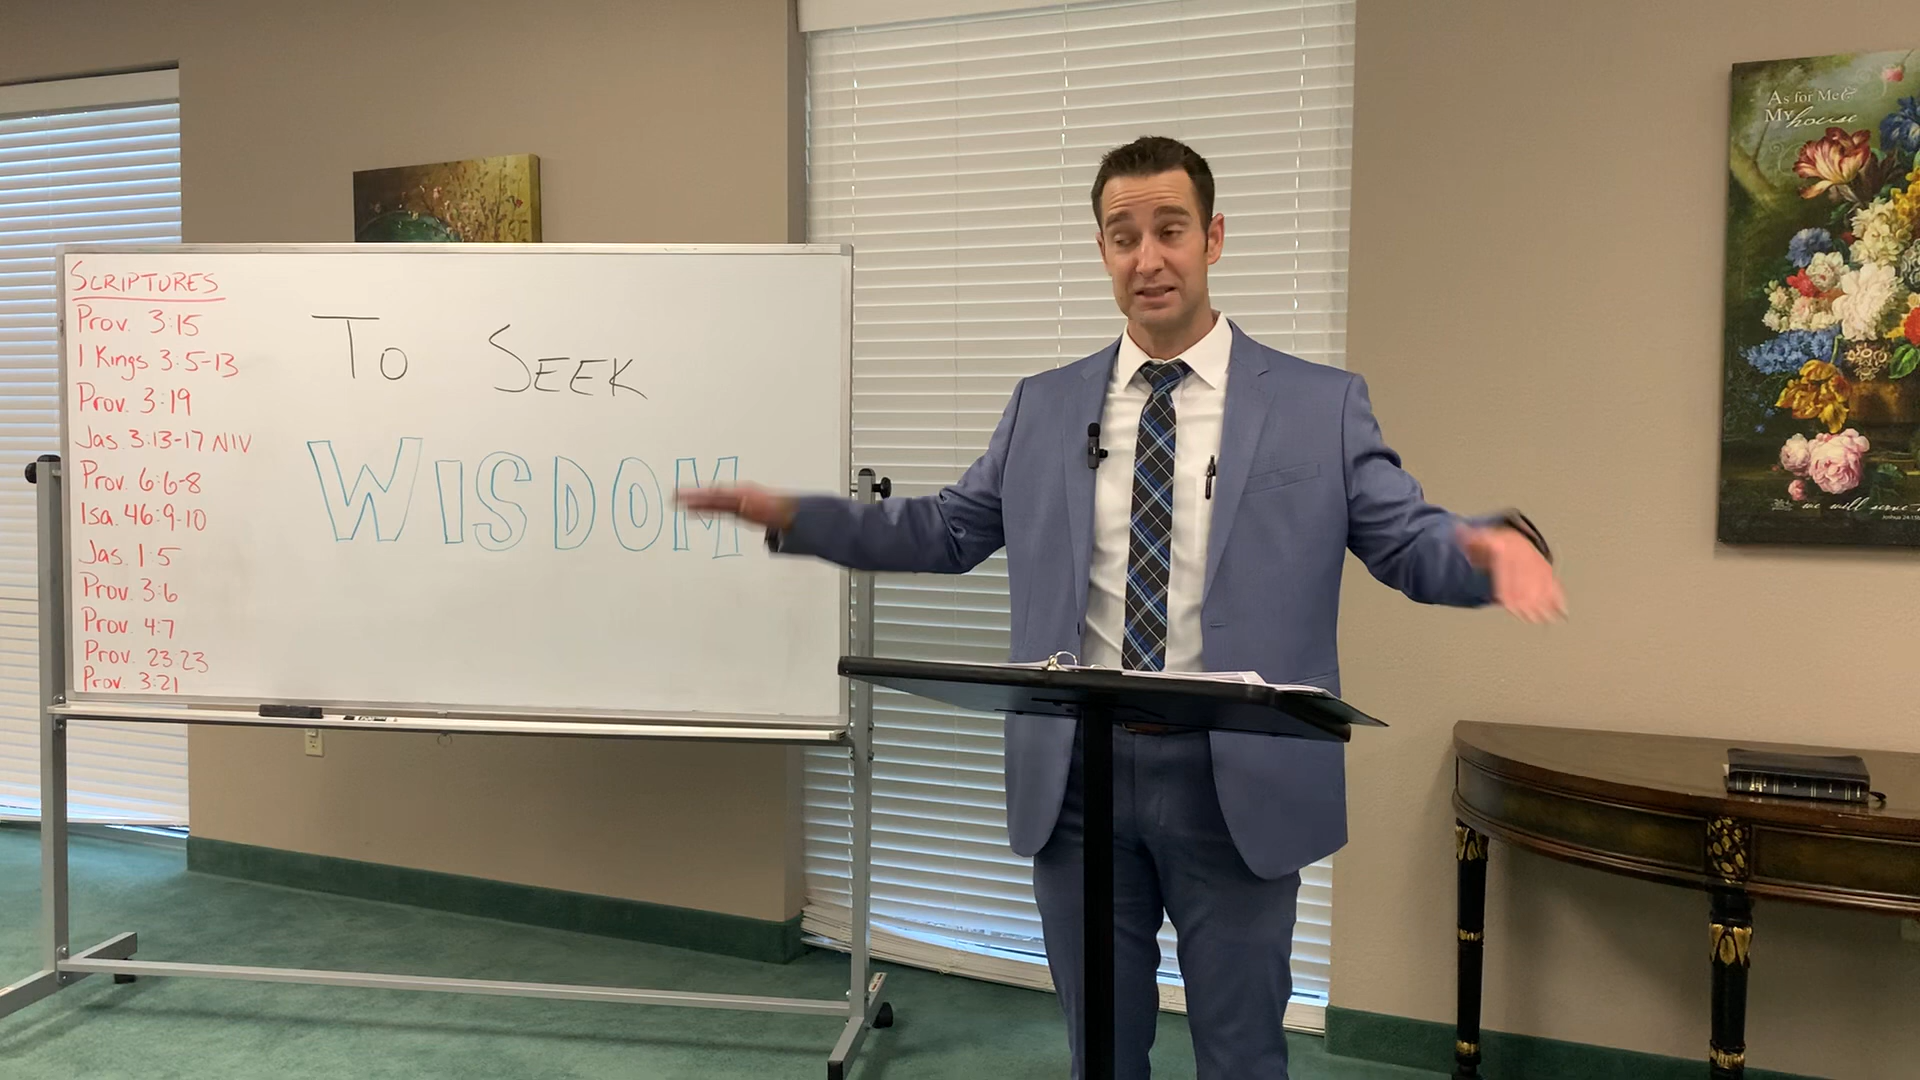 SCRIPTURES
Prov. 3:15
1 Kings 3:5-13
Prov. 3:19
Jas. 3:13-17 NIV
Prov. 6:6-8
Isa. 46:9-10
Jas. 1:5
Prov. 3:6
Prov. 4:7
Prov. 23:23
Prov. 3:21
TO SEEK
WISDOM
As for Me &
My house
we will serve